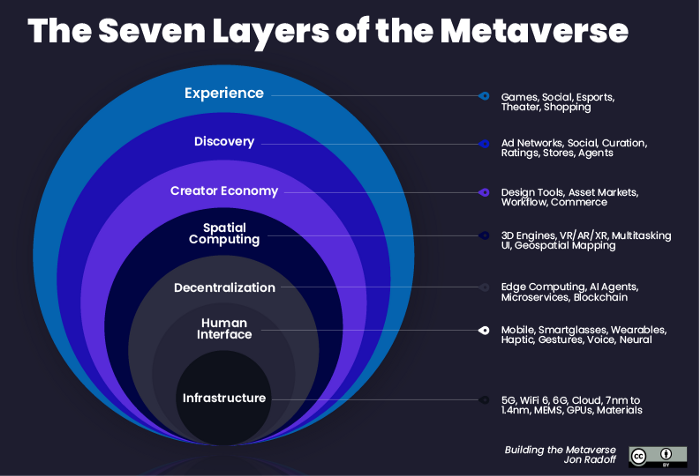 The Seven Layers of the Metaverse
Experience
Games, Social, Esports,
Theater, Shopping
Discovery
Ad Networks, Social, Curation,
Ratings, Stores, Agents
Creator Economy
Design Tools, Asset Markets,
Workflow, Commerce
Spatial
Computing
3D Engines, VR/AR/XR, Multitasking
UI, Geospatial Mapping
Decentralization
Edge Computing, AI Agents,
Microservices, Blockchain
Human
Interface
Mobile, Smartglasses, Wearables,
Haptic, Gestures, Voice, Neural
Infrastructure
5G, WiFi 6, 6G, Cloud, 7nm to
1.4nm, MEMS, GPUs, Materials
Building the Metaverse
Jon Radoff
cc
BY